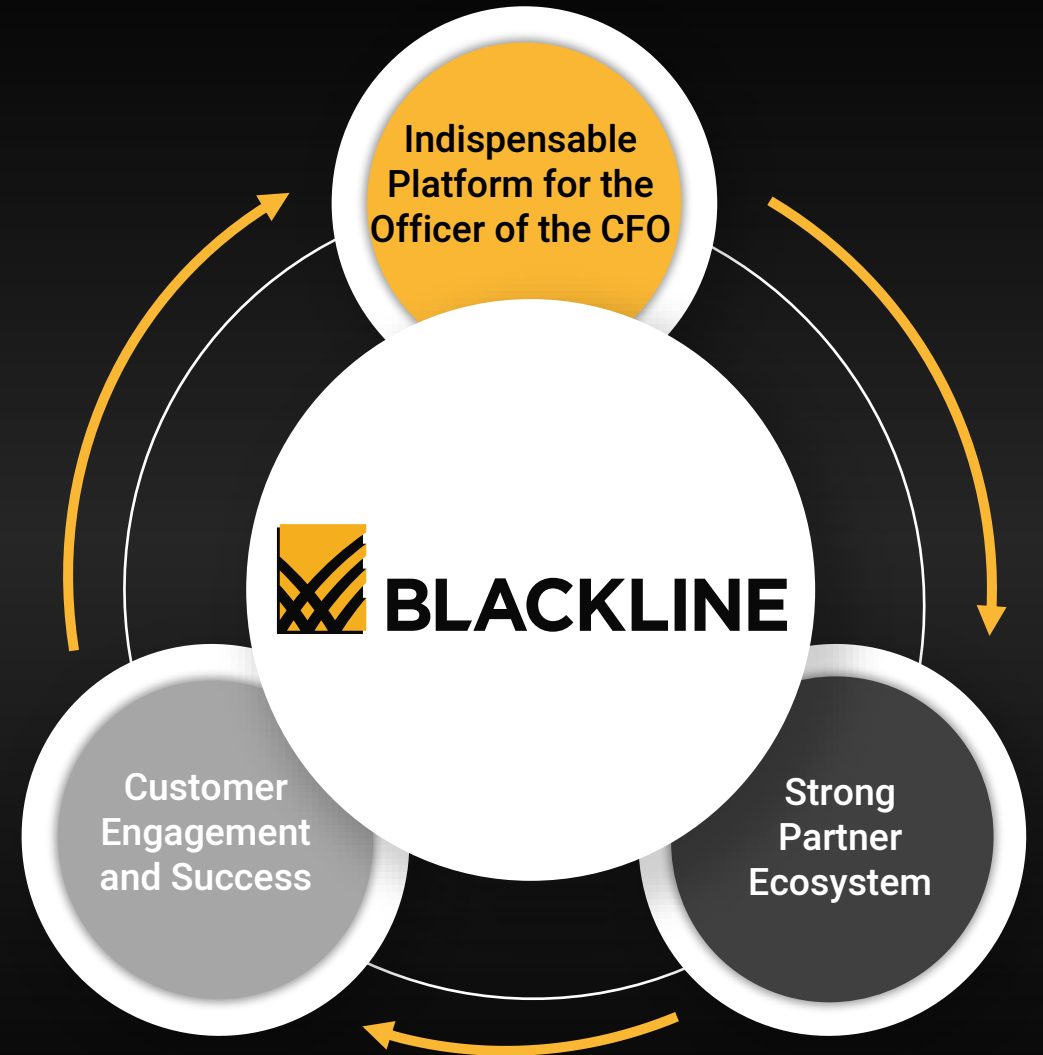 Indispensable
Platform for the
Officer of the CFO
BLACKLINE
Customer
Engagement
and Success
Strong
Partner
Ecosystem